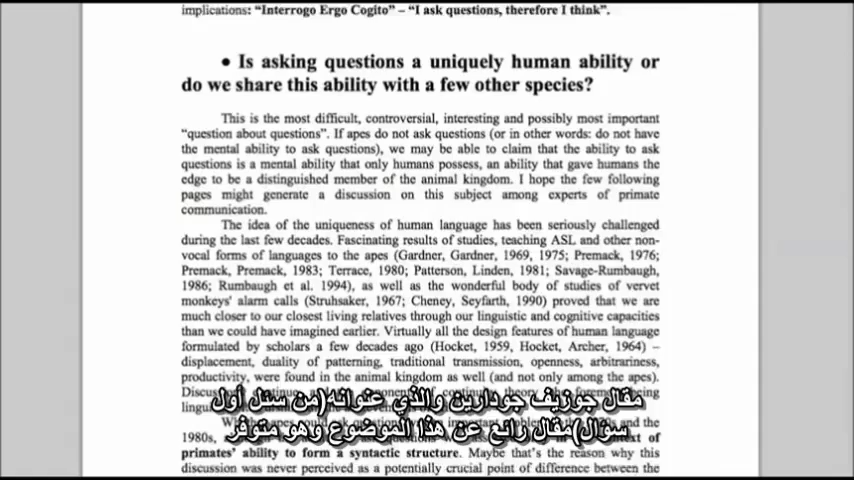 implications: “Interrogo Ergo Cogito” – “I ask questions, therefore I think”.
• Is asking questions a uniquely human ability or
do we share this ability with a few other species?
This is the most difficult, controversial, interesting and possibly most important
“question about questions”. If apes do not ask questions (or in other words: do not have
the mental ability to ask questions), we may be able to claim that the ability to ask
questions is a mental ability that only humans possess, an ability that gave humans the
edge to be a distinguished member of the animal kingdom. I hope the few following
pages might generate a discussion on this subject among experts of primate
communication.
The idea of the uniqueness of human language has been seriously challenged
during the last few decades. Fascinating results of studies, teaching ASL and other non-
vocal forms of languages to the apes (Gardner, Gardner, 1969, 1975; Premack, 1976;
Premack, Premack, 1983; Terrace, 1980; Patterson, Linden, 1981; Savage-Rumbaugh,
1986; Rumbaugh et al. 1994), as well as the wonderful body of studies of vervet
monkeys' alarm calls (Struhsaker, 1967; Cheney, Seyfarth, 1990) proved that we are
much closer to our closest living relatives through our linguistic and cognitive capacities
than we could have imagined earlier. Virtually all the design features of human language
formulated by scholars a few decades ago (Hocket, 1959, Hocket, Archer, 1964) –
displacement, duality of patterning, traditional transmission, openness, arbitrariness,
productivity, were found in the animal kingdom as well (and not only among the apes).
مقال جوزيف جودارين والذي عنوانه(من سئل أول
سؤال)مقال رائع عن هذا الموضوع وهو متوفر
1980s,
primates' ability to form a syntactic structure. Maybe that's the reason why this
discussion was never perceived as a potentially crucial point of difference between the